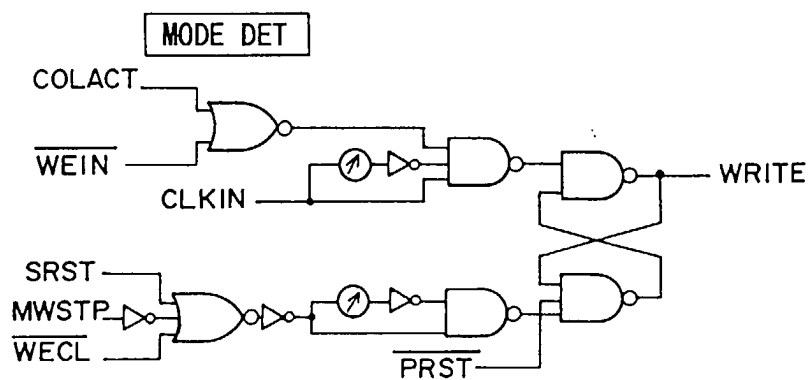 MODE DET
COLACT
WEIN
CLKIN
WRITE
SRST
MWSTP
WECL
PRST